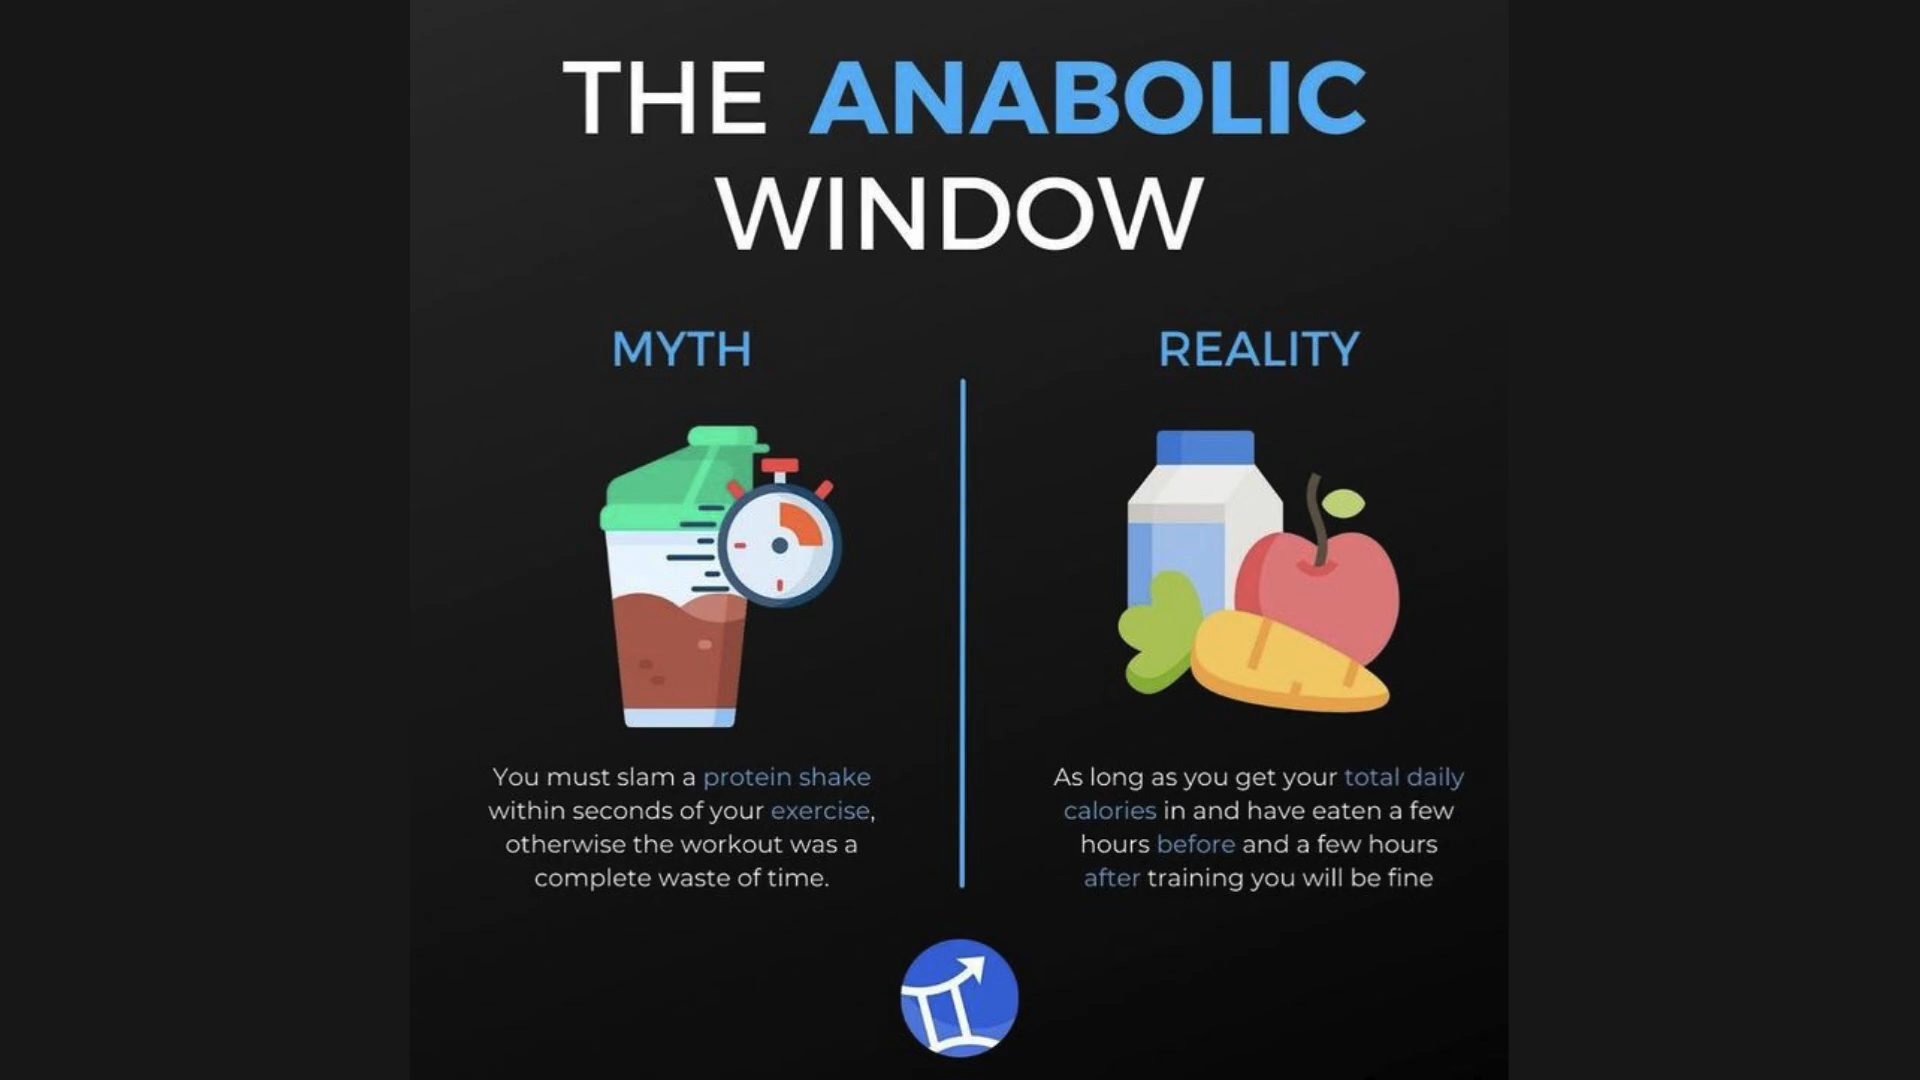 THE ANABOLIC
WINDOW
MYTH
You must slam a protein shake
within seconds of your exercise,
otherwise the workout was a
complete waste of time.
REALITY
As long as you get your total daily
calories in and have eaten a few
hours before and a few hours
after training you will be fine